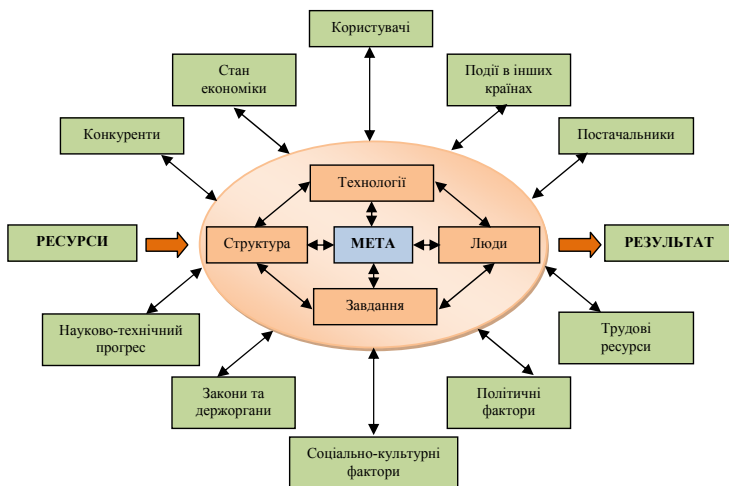 Користувачі
Стан
економіки
Події в інших
країнах
Конкуренти
Постачальники
Технології
РЕСУРСИ
Структура
МЕТА
Люди
РЕЗУЛЬТАТ
Завдання
Науково-технічний
прогрес
Трудові
ресурси
Закони та
держоргани
Політичні
фактори
Соціально-культурні
фактори